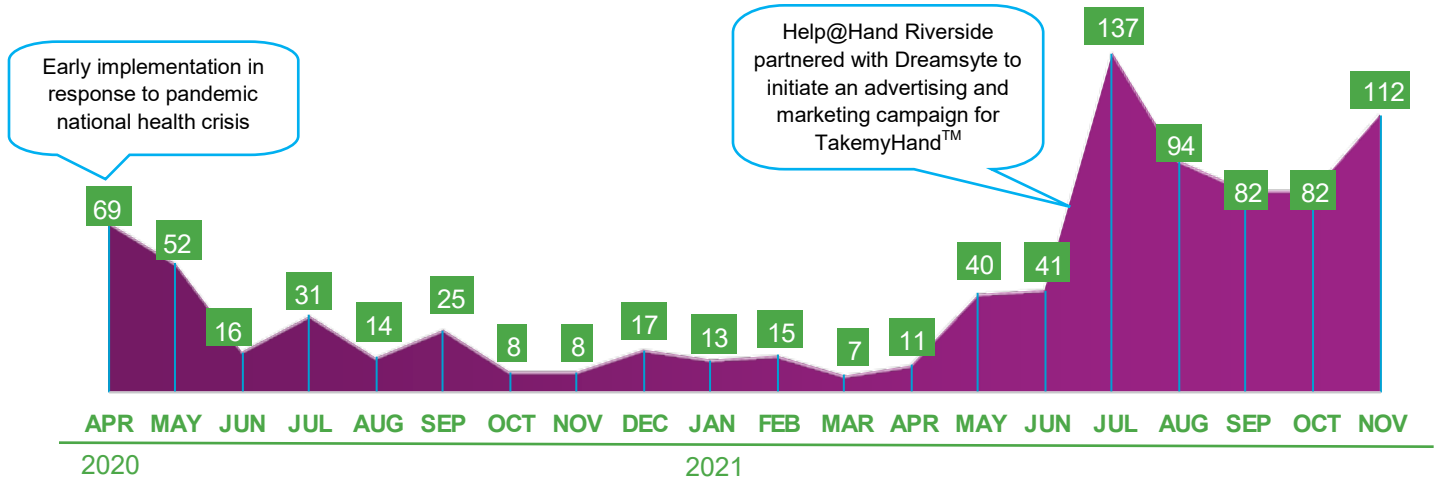 Early implementation in
response to pandemic
national health crisis
Help@Hand Riverside
partnered with Dreamsyte to
initiate an advertising and
marketing campaign for
TakemyHand™
69
52
16
31
14
25
8
8
17
13
15
7
11
40
41
137
94
82
82
112
APR MAY JUN JUL AUG SEP OCT NOV DEC JAN FEB MAR APR MAY JUN JUL AUG SEP OCT NOV
2020 2021